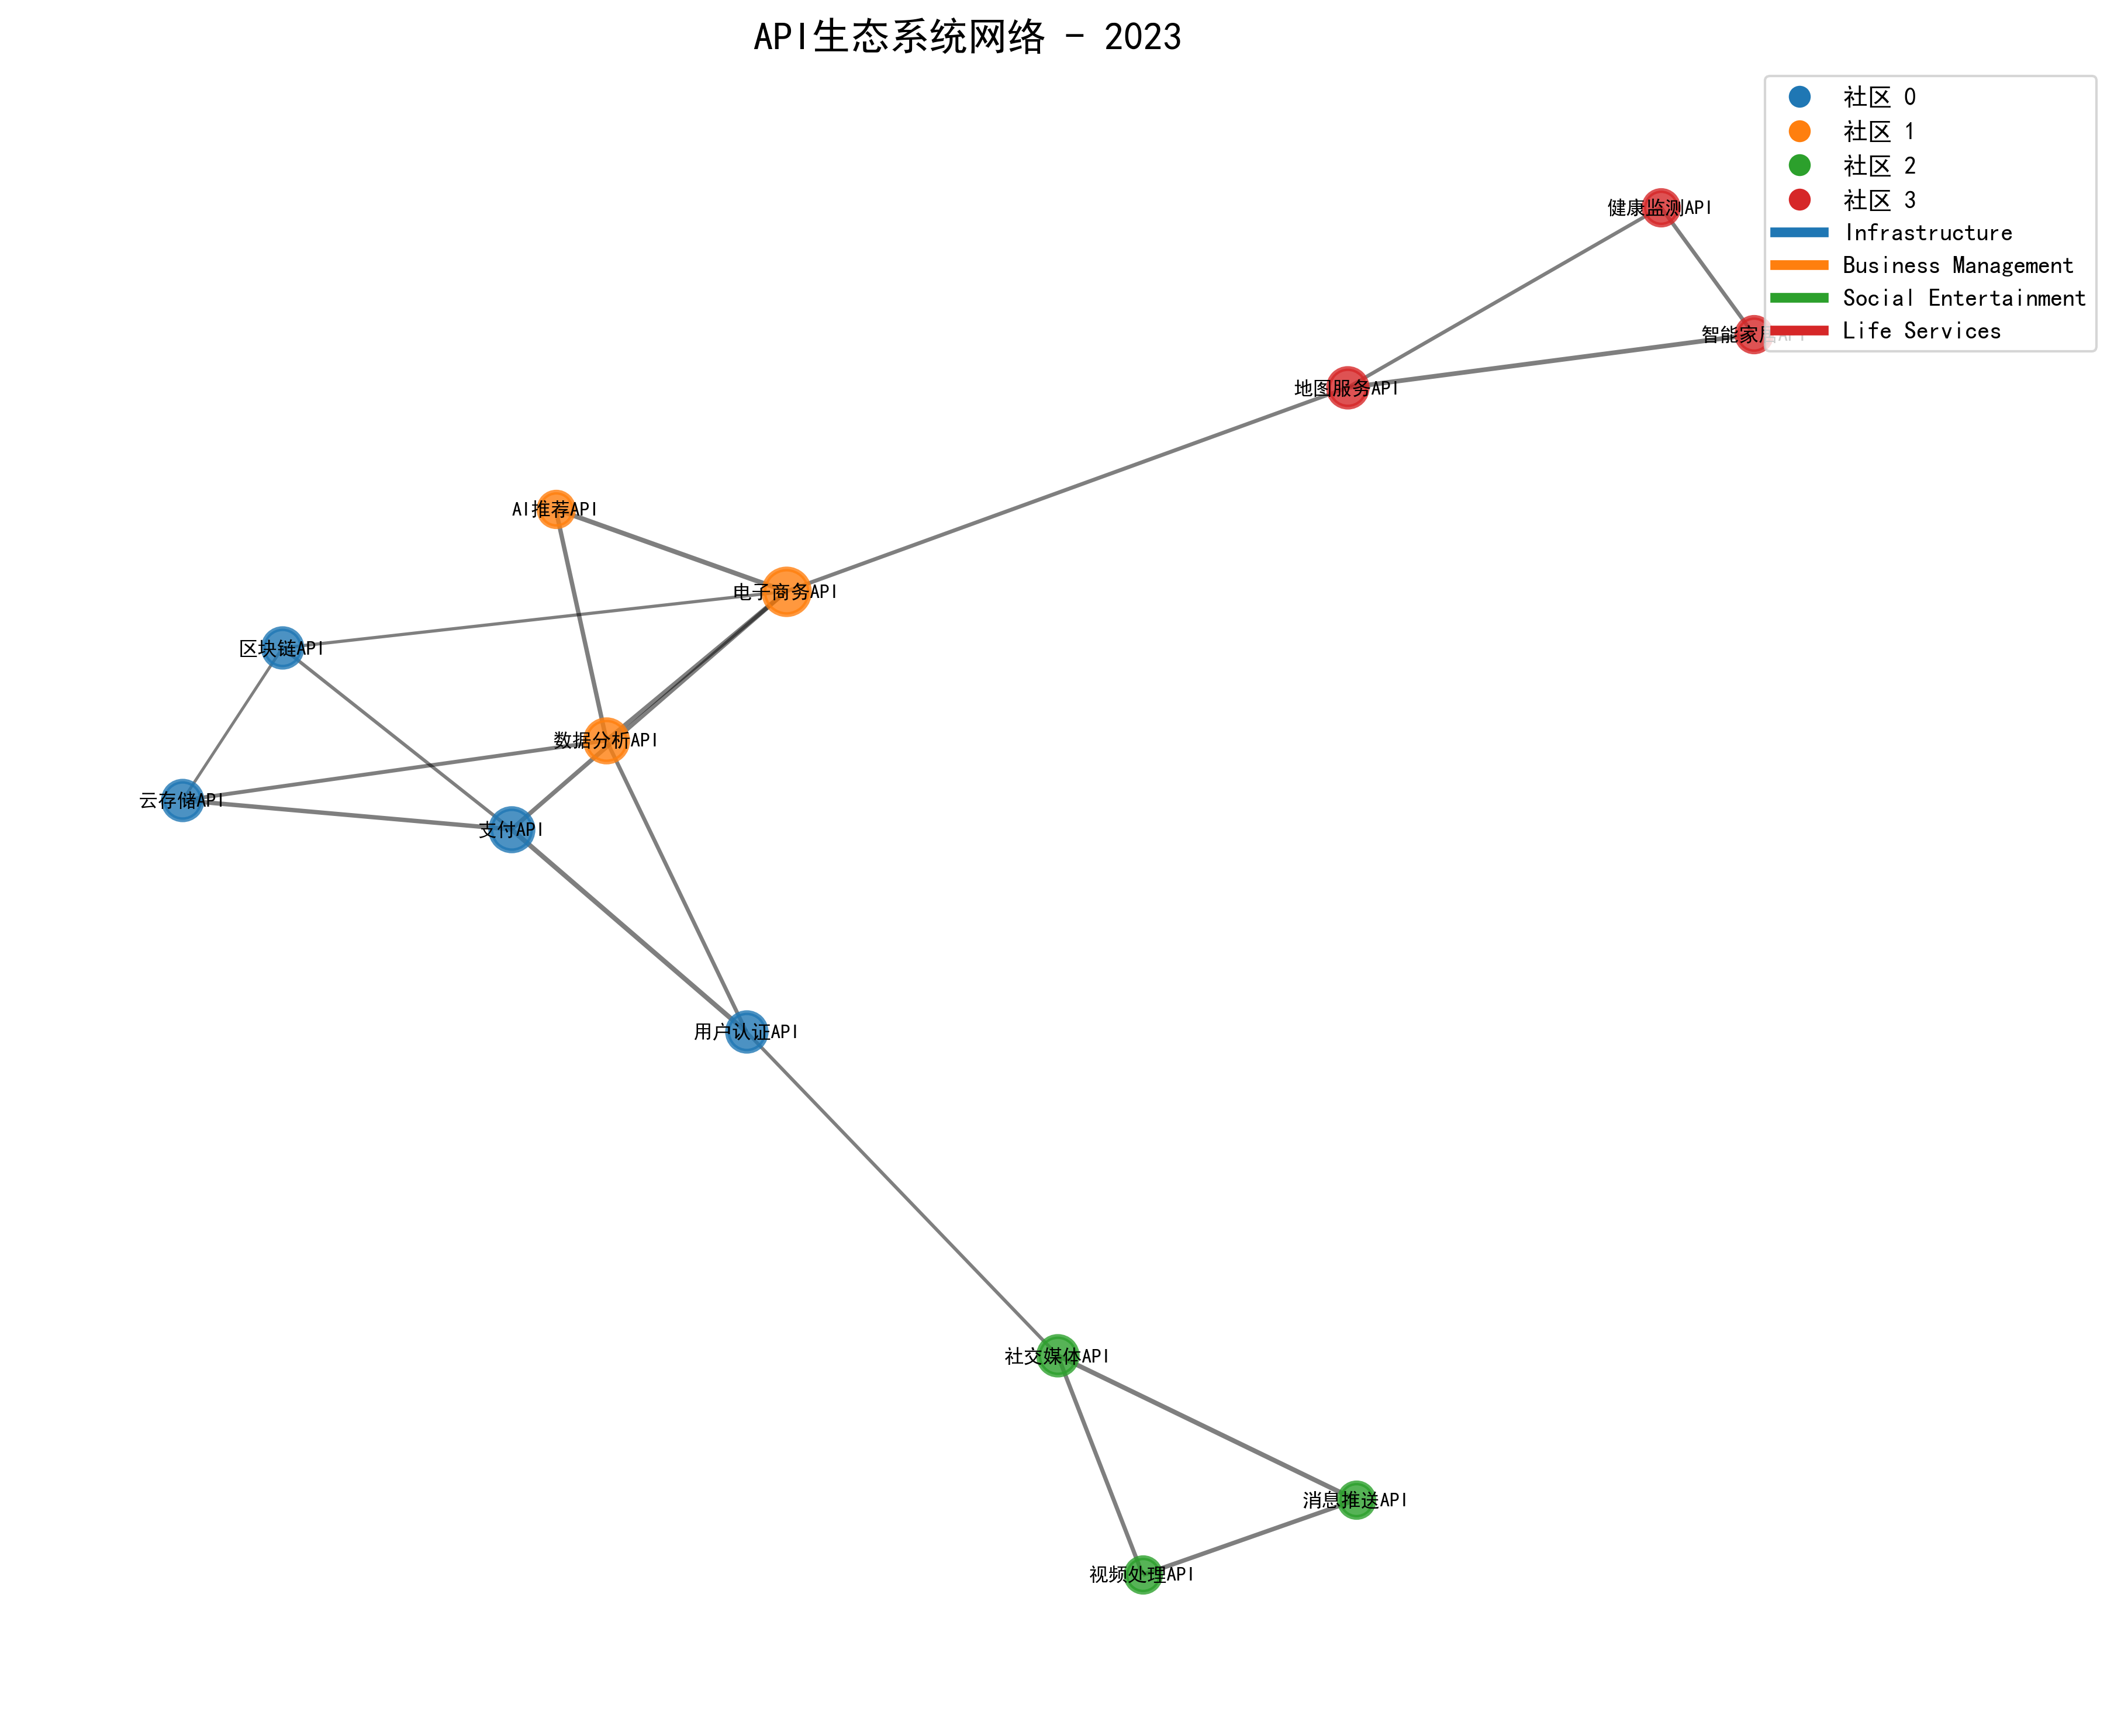 API生态系统网络 - 2023
社区 0
社区 1
社区 2
社区 3
Infrastructure
Business Management
Social Entertainment
Life Services
健康监测API
智能家居API
地图服务API
AI推荐API
电子商务API
区块链API
数据分析API
云存储API
支付API
用户认证API
社交媒体API
消息推送API
视频处理API